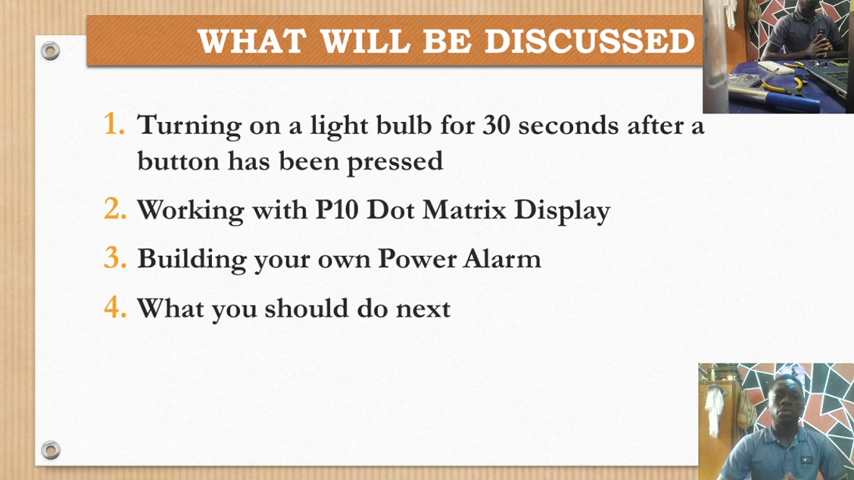 WHAT WILL BE DISCUSSED
1. Turning on a light bulb for 30 seconds after a
button has been pressed
2. Working with P10 Dot Matrix Display
3. Building your own Power Alarm
4. What you should do next